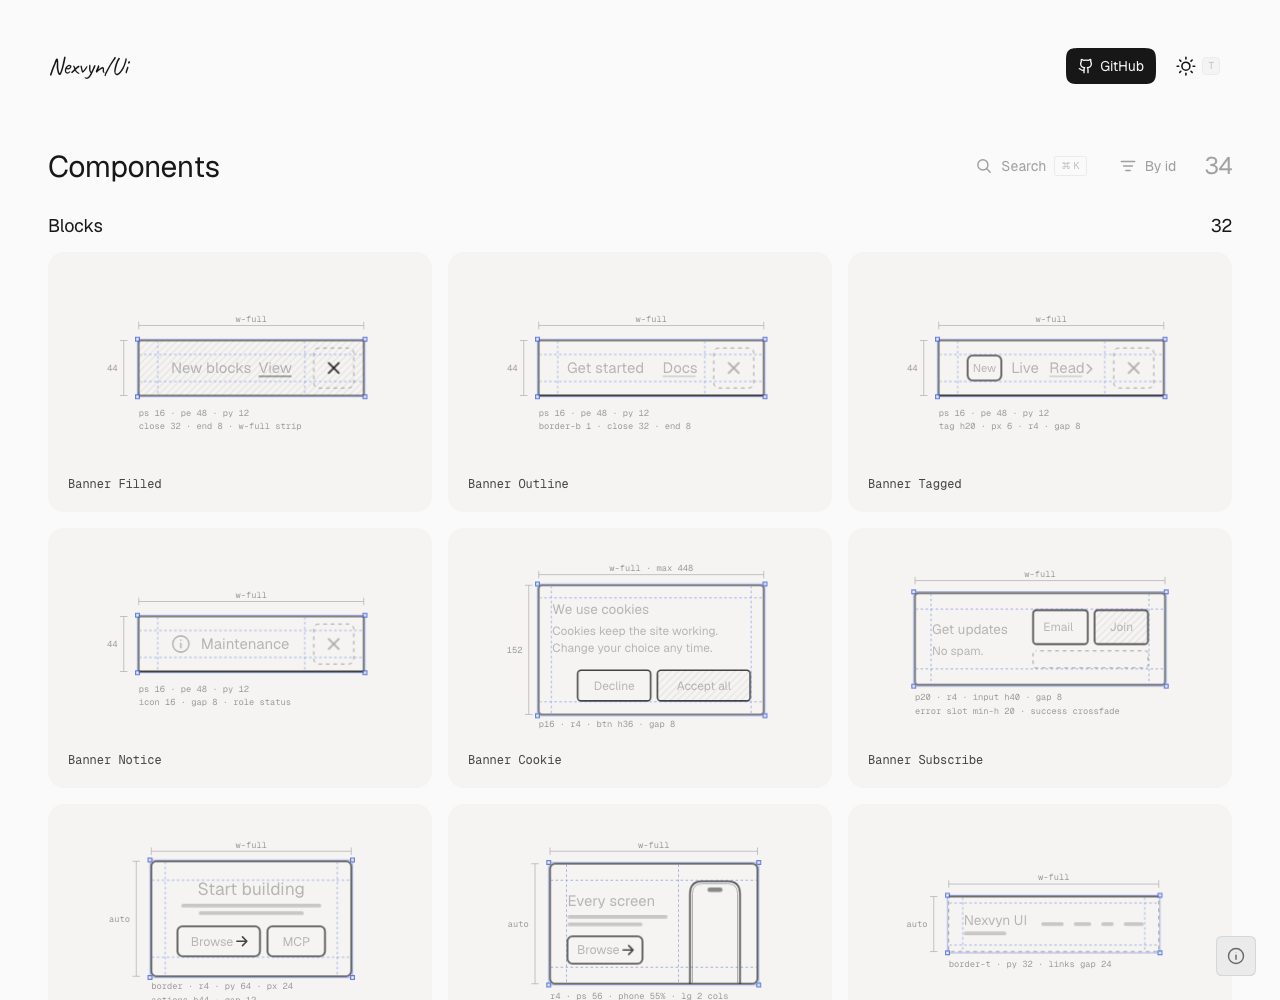 Nexvyn/Ui
GitHub
T
Components
Search ⌘ K
By id
34
Blocks
32
w-full
44
New blocks View
ps 16 · pe 48 · py 12
close 32 · end 8 · w-full strip
Banner Filled
w-full
44
Get started Docs
ps 16 · pe 48 · py 12
border-b 1 · close 32 · end 8
Banner Outline
w-full
44
New Live Read
ps 16 · pe 48 · py 12
tag h20 · px 6 · r4 · gap 8
Banner Tagged
w-full
44
Maintenance
ps 16 · pe 48 · py 12
icon 16 · gap 8 · role status
Banner Notice
w-full · max 448
152
We use cookies
Cookies keep the site working.
Change your choice any time.
Decline
Accept all
p16 · r4 · btn h36 · gap 8
Banner Cookie
w-full
Get updates
No spam.
Email
Join
p20 · r4 · input h40 · gap 8
error slot min-h 20 · success crossfade
Banner Subscribe
w-full
auto
Start building
Browse
MCP
border · r4 · py 64 · px 24
actions h44 · gap 12
w-full
auto
Every screen
Browse
r4 · ps 56 · phone 55% · lg 2 cols
w-full
auto
Nexvyn UI
border-t · py 32 · links gap 24